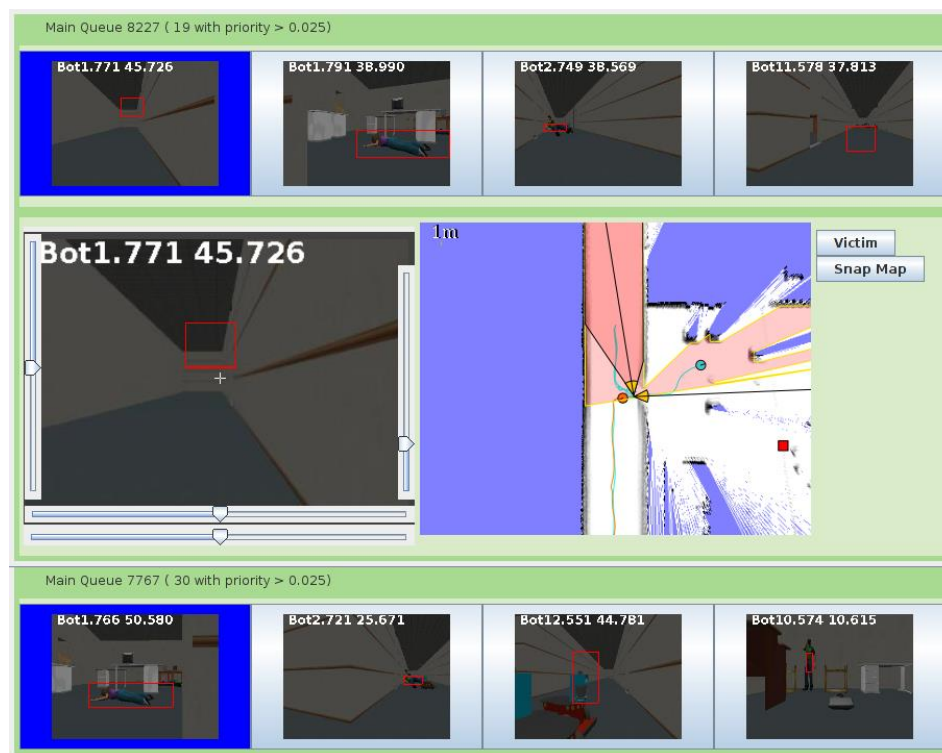 Main Queue 8227 ( 19 with priority > 0.025)
Bot1.771 45.726
Bot1.791 38.990
Bot2.749 38.569
Bot11.578 37.813
Bot1.771 45.726
1m
Victim
Snap Map
Main Queue 7767 ( 30 with priority > 0.025)
Bot1.766 50.580
Bot2.721 25.671
Bot12.551 44.781
Bot10.574 10.615